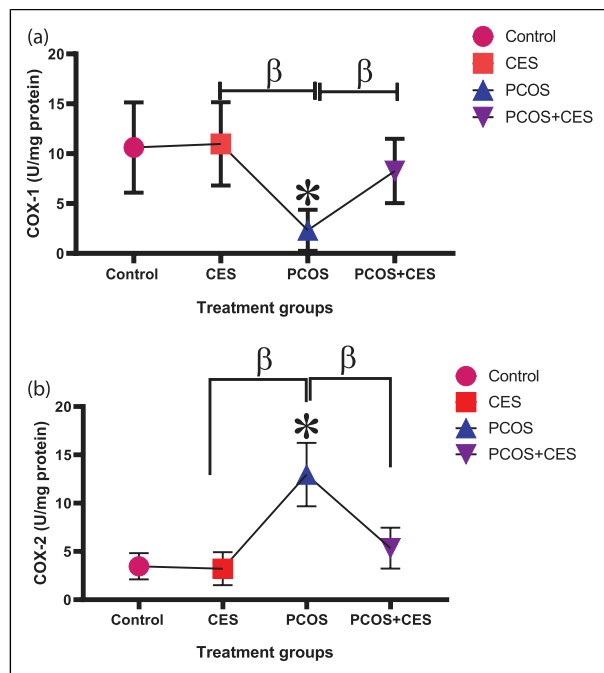 (a)
Control
CES
PCOS
PCOS+CES
β β
*
COX-1 (U/mg protein)
20
15
10
5
0
Control CES PCOS PCOS+CES
Treatment groups
(b)
Control
CES
PCOS
PCOS+CES
β β
*
COX-2 (U/mg protein)
20
15
10
5
0
Control CES PCOS PCOS+CES
Treatment groups